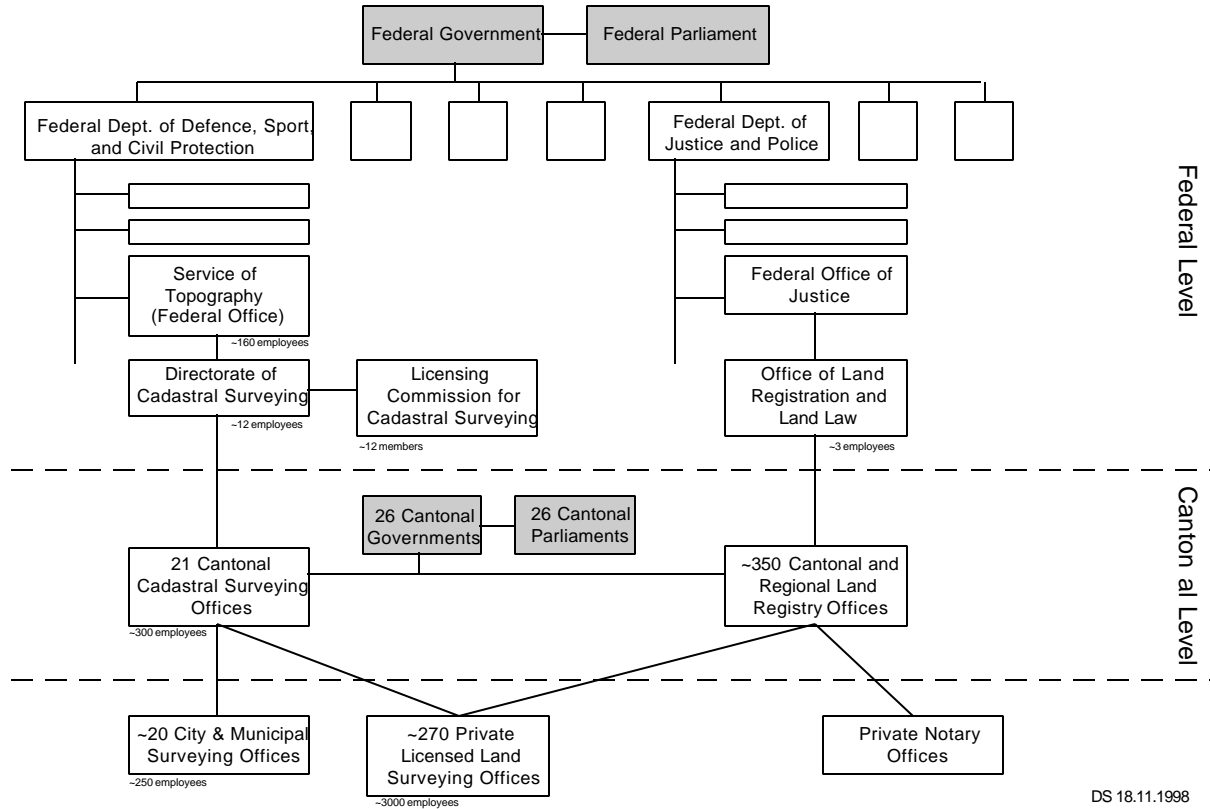 Federal Government
Federal Parliament
Federal Dept. of Defence, Sport,
and Civil Protection
Federal Dept. of
Justice and Police
Service of
Topography
(Federal Office)
~160 employees
Federal Office of
Justice
Directorate of
Cadastral Surveying
~12 employees
Licensing
Commission for
Cadastral Surveying
~12 members
Office of Land
Registration and
Land Law
~3 employees
Federal Level
26 Cantonal
Governments
26 Cantonal
Parliaments
21 Cantonal
Cadastral Surveying
Offices
~300 employees
~350 Cantonal and
Regional Land
Registry Offices
Canton al Level
~20 City & Municipal
Surveying Offices
~250 employees
~270 Private
Licensed Land
Surveying Offices
~3000 employees
Private Notary
Offices
DS 18.11.1998